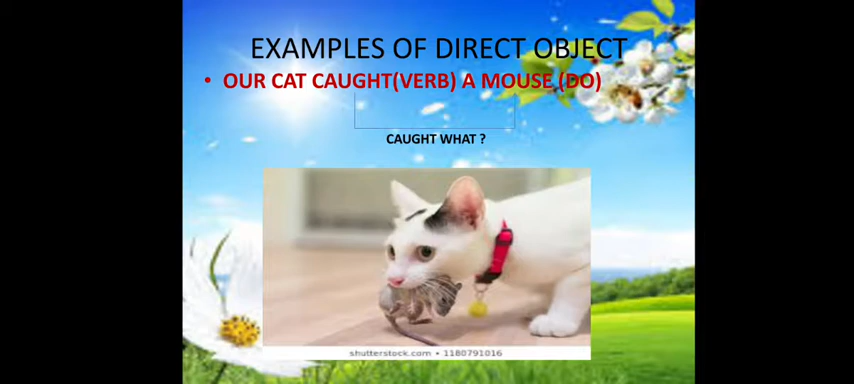 EXAMPLES OF DIRECT OBJECT
• OUR CAT CAUGHT(VERB) A MOUSE (DO)
CAUGHT WHAT ?
shutterstock.com • 1180791016